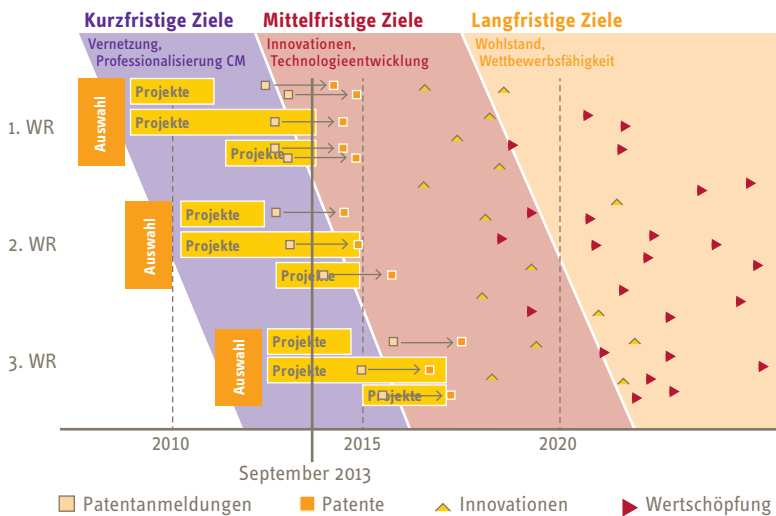 Kurzfristige Ziele
Mittelfristige Ziele
Langfristige Ziele
Vernetzung,
Professionalisierung CM
Innovationen,
Technologieentwicklung
Wohlstand,
Wettbewerbsfähigkeit
1. WR
Auswahl
Projekte
Projekte
Projekte
2. WR
Auswahl
Projekte
Projekte
Projekte
3. WR
Auswahl
Projekte
Projekte
Projekte
2010
2015
2020
September 2013
Patentanmeldungen
Patente
Innovationen
Wertschöpfung